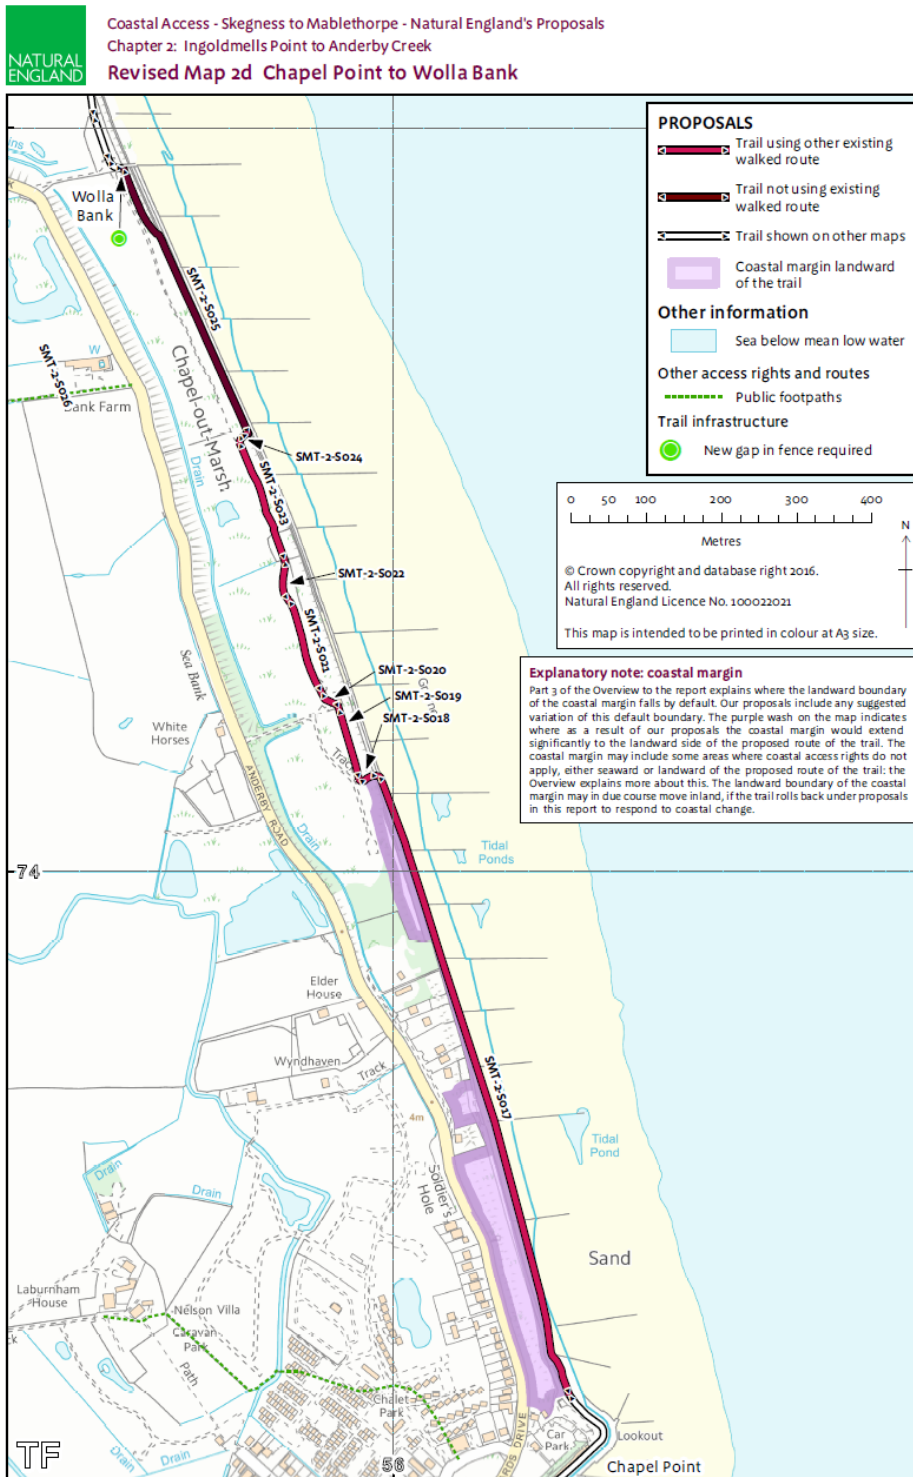 NATURAL
ENGLAND
Coastal Access - Skegness to Mablethorpe - Natural England's Proposals
Chapter 2: Ingoldmells Point to Anderby Creek
Revised Map 2d Chapel Point to Wolla Bank
PROPOSALS
Trail using other existing
walked route
Trail not using existing
walked route
Trail shown on other maps
Coastal margin landward
of the trail
Other information
Sea below mean low water
Other access rights and routes
Public footpaths
Trail infrastructure
New gap in fence required
0 50 100 200 300 400
Metres
N
© Crown copyright and database right 2016.
All rights reserved.
Natural England Licence No. 100022021
This map is intended to be printed in colour at A3 size.
Explanatory note: coastal margin
Part 3 of the Overview to the report explains where the landward boundary
of the coastal margin falls by default. Our proposals include any suggested
variation of this default boundary. The purple wash on the map indicates
where as a result of our proposals the coastal margin would extend
significantly to the landward side of the proposed route of the trail. The
coastal margin may include some areas where coastal access rights do not
apply, either seaward or landward of the proposed route of the trail: the
Overview explains more about this. The landward boundary of the coastal
margin may in due course move inland, if the trail rolls back under proposals
in this report to respond to coastal change.
Wolla
Bank
SMT-2-S025
W
SMT-2-S026
Bank Farm
Chapel-out-Marsh
Drain
SMT-2-S024
SMT-2-S023
SMT-2-S022
SMT-2-S021
Sea Bank
SMT-2-S020
SMT-2-S019
SMT-2-S018
White
Horses
Track
ANDERBY ROAD
Drain
Tidal
Ponds
74
Elder
House
Wyndhaven
Track
SMT-2-S017
4m
Tidal
Pond
Drain
Drain
Soldier's
Hole
Sand
Laburnham
House
Nelson Villa
Caravan
Park
Path
Chalet
Park
Car
Park
Lookout
Chapel Point
Drain
TF
56